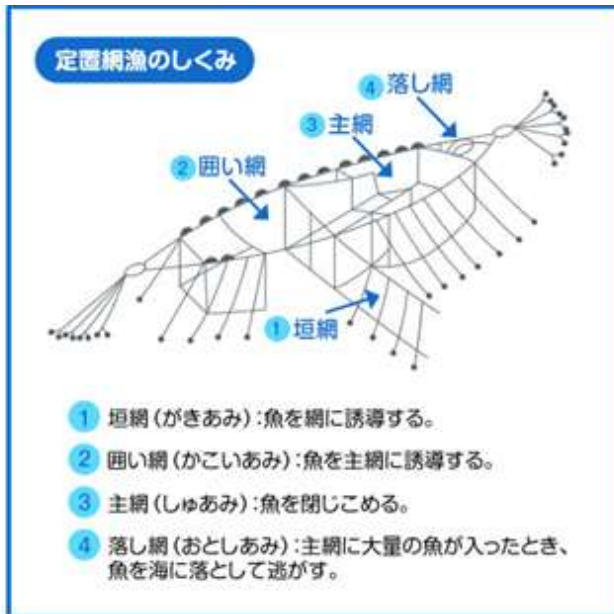 定置網漁のしくみ
4 落し網
3 主網
2 囲い網
1 垣網
1 垣網(がきあみ):魚を網に誘導する。
2 囲い網(かこいあみ):魚を主網に誘導する。
3 主網(しゅあみ):魚を閉じこめる。
4 落し網(おとしあみ):主網に大量の魚が入ったとき、
魚を海に落として逃がす。